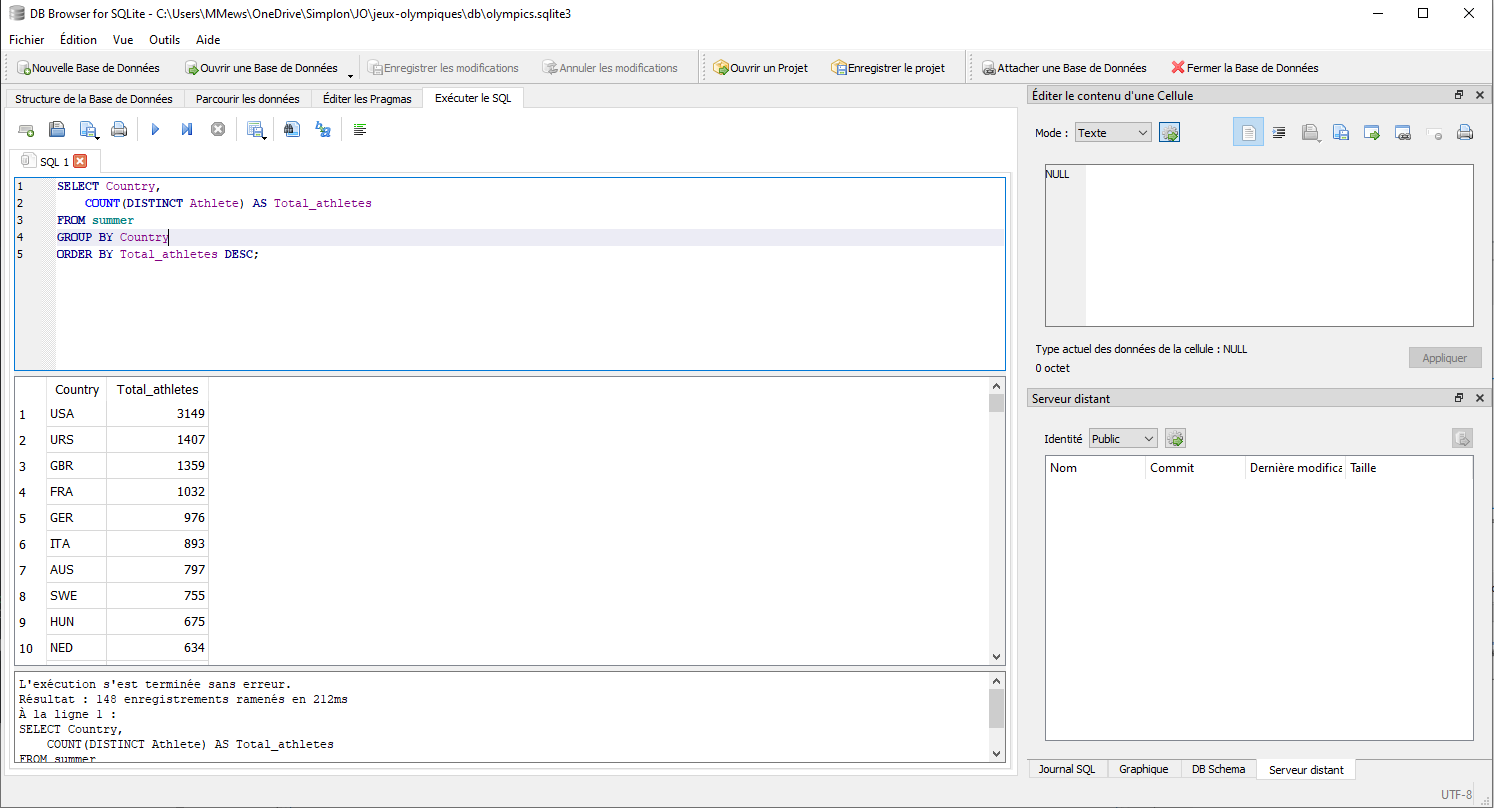 DB Browser for SQLite - C:\Users\MMews\OneDrive\Simplon\JO\jeux-olympiques\db\olympics.sqlite3
Fichier Édition Vue Outils Aide
Nouvelle Base de Données Ouvrir une Base de Données Enregistrer les modifications Annuler les modifications Ouvrir un Projet Enregistrer le projet Attacher une Base de Données Fermer la Base de Données
Structure de la Base de Données Parcourir les données Éditer les Pragmas Exécuter le SQL
SQL 1
1 SELECT Country,
2 COUNT(DISTINCT Athlete) AS Total_athletes
3 FROM summer
4 GROUP BY Country
5 ORDER BY Total_athletes DESC;
Country Total_athletes
1 USA 3149
2 URS 1407
3 GBR 1359
4 FRA 1032
5 GER 976
6 ITA 893
7 AUS 797
8 SWE 755
9 HUN 675
10 NED 634
L'exécution s'est terminée sans erreur.
Résultat : 148 enregistrements ramenés en 212ms
À la ligne 1 :
SELECT Country,
COUNT(DISTINCT Athlete) AS Total_athletes
FROM summer
Éditer le contenu d'une Cellule
Mode : Texte
NULL
Type actuel des données de la cellule : NULL
0 octet
Appliquer
Serveur distant
Identité Public
Nom Commit Dernière modifica Taille
Journal SQL Graphique DB Schema Serveur distant
UTF-8